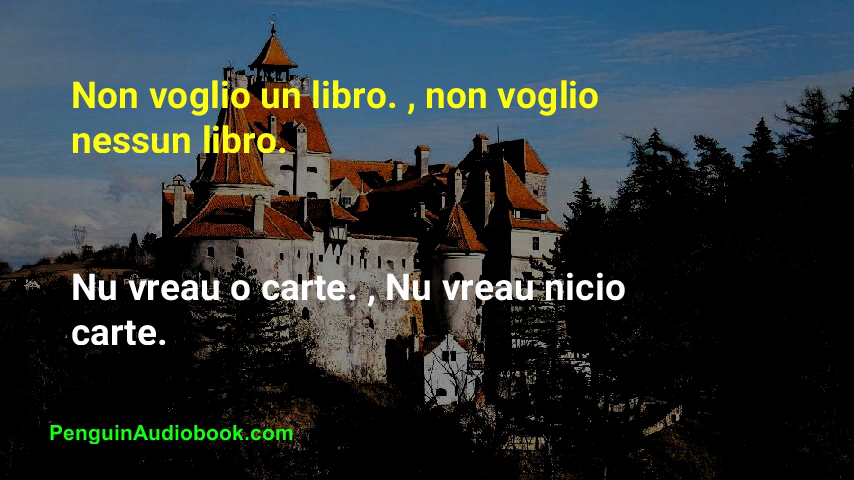 Non voglio un libro. , non voglio
nessun libro.
Nu vreau o carte. , Nu vreau nicio
carte.
PenguinAudiobook.com